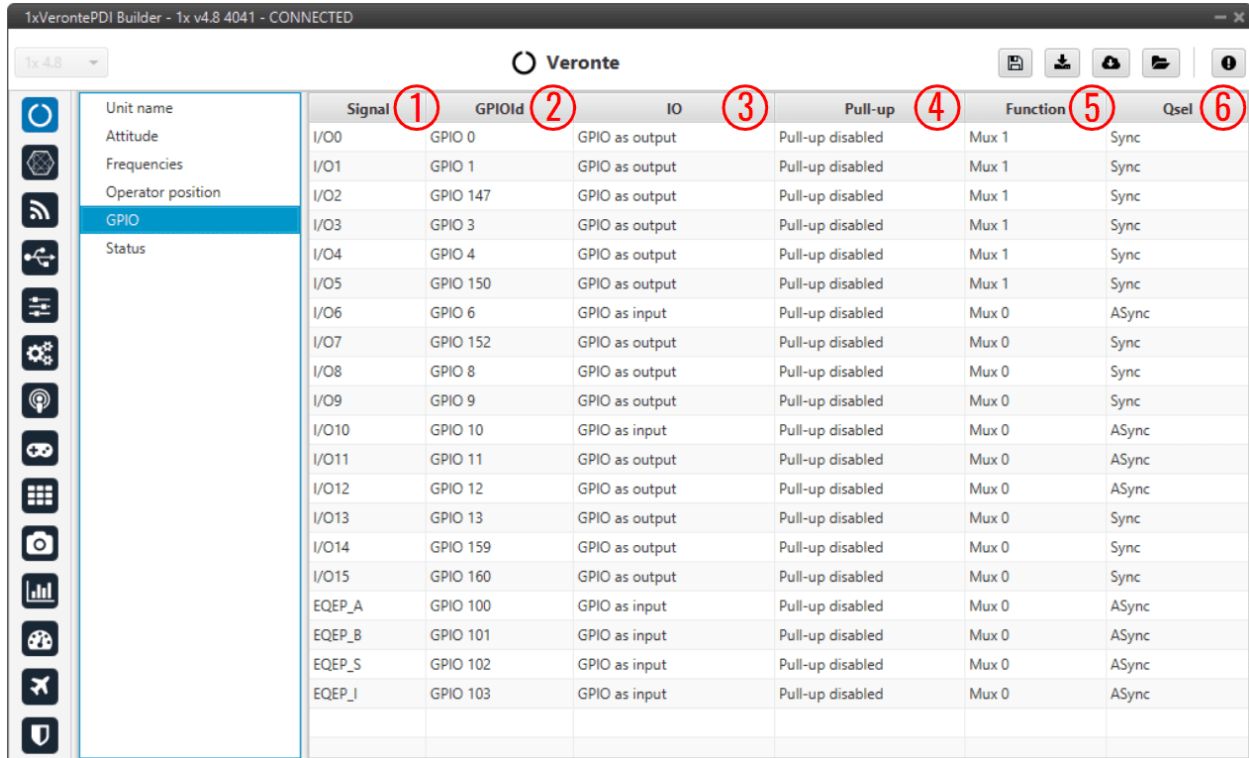 1xVerontePDI Builder - 1x v4.8 4041 - CONNECTED
1x 4.8
Veronte
Unit name
Attitude
Frequencies
Operator position
GPIO
Status
Signal 1 GPIOId 2 IO 3 Pull-up 4 Function 5 Qsel 6
I/O0 GPIO 0 GPIO as output Pull-up disabled Mux 1 Sync
I/O1 GPIO 1 GPIO as output Pull-up disabled Mux 1 Sync
I/O2 GPIO 147 GPIO as output Pull-up disabled Mux 1 Sync
I/O3 GPIO 3 GPIO as output Pull-up disabled Mux 1 Sync
I/O4 GPIO 4 GPIO as output Pull-up disabled Mux 1 Sync
I/O5 GPIO 150 GPIO as output Pull-up disabled Mux 1 Sync
I/O6 GPIO 6 GPIO as input Pull-up disabled Mux 0 ASync
I/O7 GPIO 152 GPIO as output Pull-up disabled Mux 0 Sync
I/O8 GPIO 8 GPIO as output Pull-up disabled Mux 0 Sync
I/O9 GPIO 9 GPIO as output Pull-up disabled Mux 0 Sync
I/O10 GPIO 10 GPIO as input Pull-up disabled Mux 0 ASync
I/O11 GPIO 11 GPIO as output Pull-up disabled Mux 0 ASync
I/O12 GPIO 12 GPIO as output Pull-up disabled Mux 0 ASync
I/O13 GPIO 13 GPIO as output Pull-up disabled Mux 0 Sync
I/O14 GPIO 159 GPIO as output Pull-up disabled Mux 0 Sync
I/O15 GPIO 160 GPIO as output Pull-up disabled Mux 0 Sync
EQEP_A GPIO 100 GPIO as input Pull-up disabled Mux 0 ASync
EQEP_B GPIO 101 GPIO as input Pull-up disabled Mux 0 ASync
EQEP_S GPIO 102 GPIO as input Pull-up disabled Mux 0 ASync
EQEP_I GPIO 103 GPIO as input Pull-up disabled Mux 0 ASync